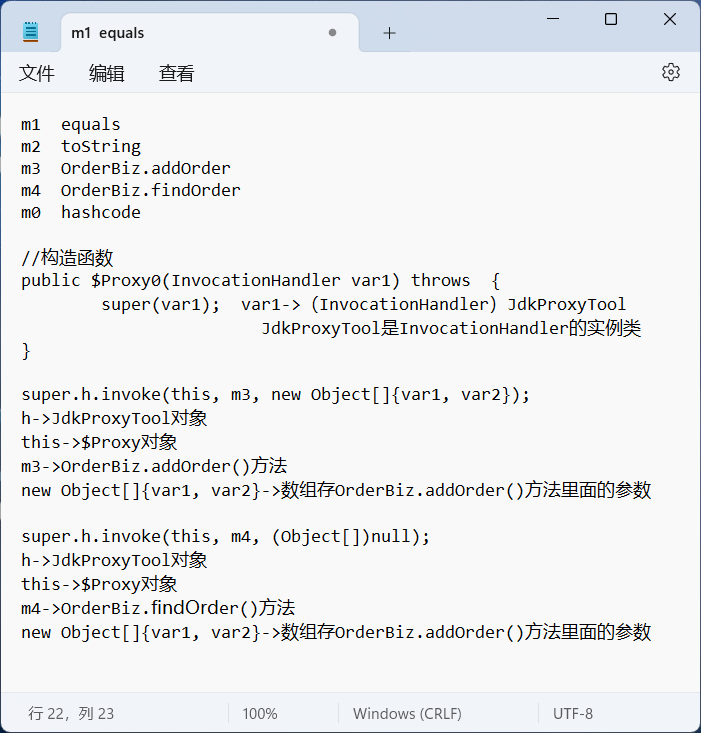 m1  equals
文件 编辑 查看
m1  equals
m2  toString
m3  OrderBiz.addOrder
m4  OrderBiz.findOrder
m0  hashcode

//构造函数
public $Proxy0(InvocationHandler var1) throws  {
        super(var1);  var1->（InvocationHandler）JdkProxyTool
                        JdkProxyTool是InvocationHandler的实例类
}

super.h.invoke(this, m3, new Object[]{var1, var2});
h->JdkProxyTool对象
this->$Proxy对象
m3->OrderBiz.addOrder()方法
new Object[]{var1, var2}->数组存OrderBiz.addOrder()方法里面的参数

super.h.invoke(this, m4, (Object[])null);
h->JdkProxyTool对象
this->$Proxy对象
m4->OrderBiz.findOrder()方法
new Object[]{var1, var2}->数组存OrderBiz.addOrder()方法里面的参数
行 22，列 23 100% Windows (CRLF) UTF-8